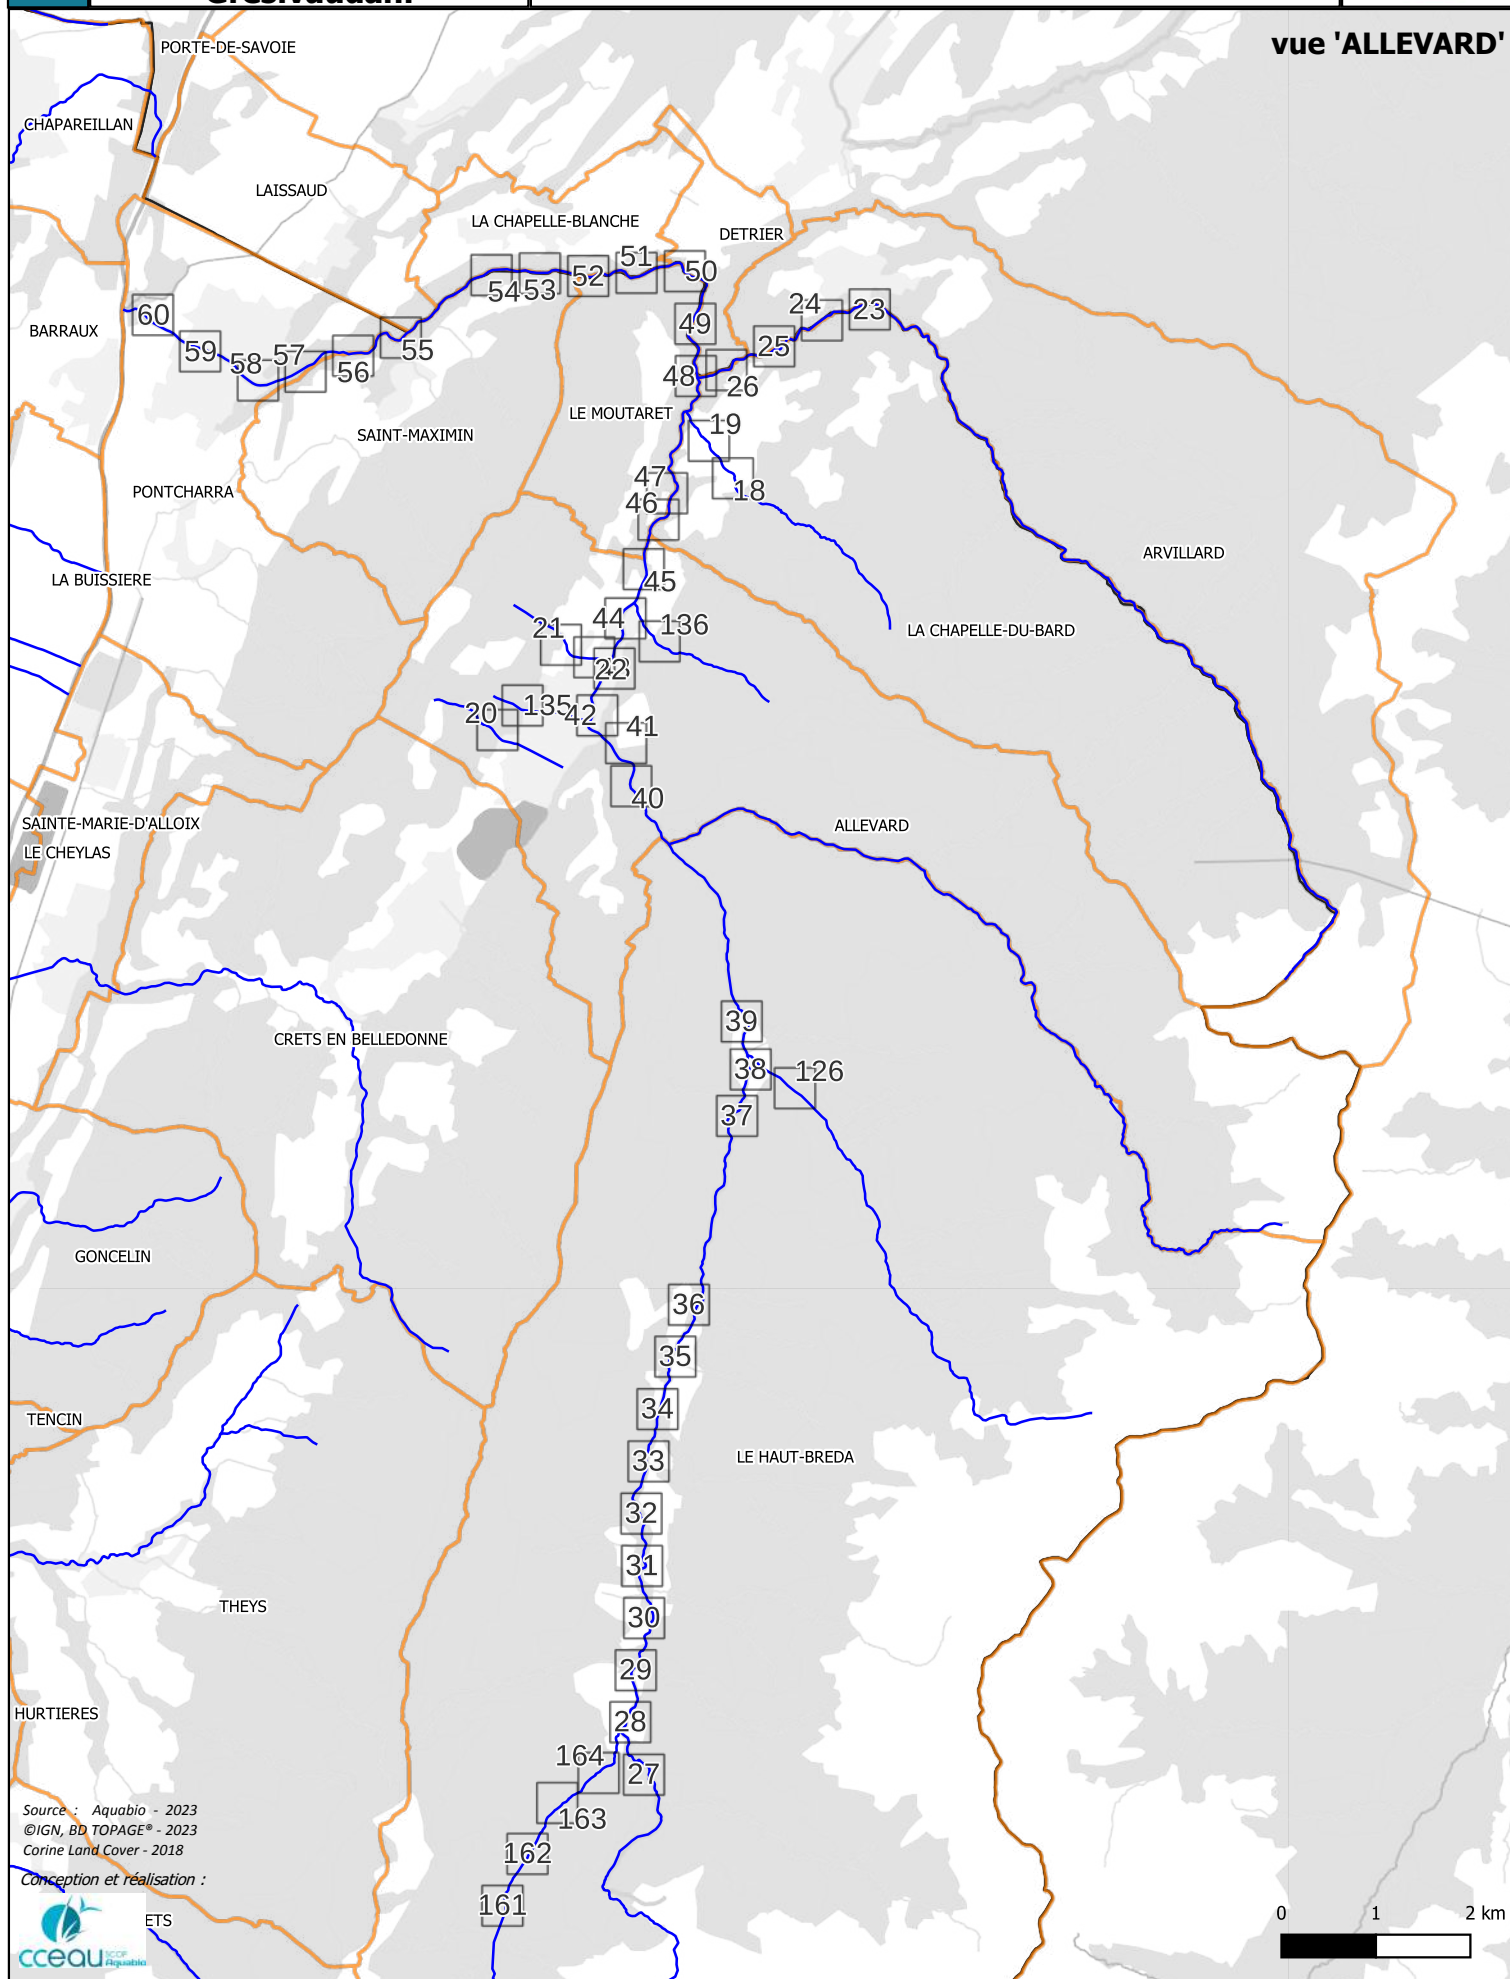 vue 'ALLEVARD'
PORTE-DE-SAVOIE
CHAPAREILLAN
LAISSAUD
LA CHAPELLE-BLANCHE
DETRIER
51
50
52
53
54
24
23
60
BARRAUX
49
59
25
55
57
58
56
48
26
LE MOUTARET
19
SAINT-MAXIMIN
47
18
PONTCHARRA
46
ARVILLARD
LA BUISSIERE
45
44
136
21
LA CHAPELLE-DU-BARD
22
135
20
42
41
40
SAINTE-MARIE-D'ALLOIX
ALLEVARD
LE CHEYLAS
39
CRETS EN BELLEDONNE
38
126
37
GONCELIN
36
35
34
TENCIN
33
LE HAUT-BREDA
32
31
THEYS
30
29
HURTIERES
28
164
27
Source : Aquabio - 2023
163
©IGN, BD TOPAGE® - 2023
Corine Land Cover - 2018
162
Conception et réalisation :
161
ETS
0 1 2 km
cceau
SCOP
Aquabio